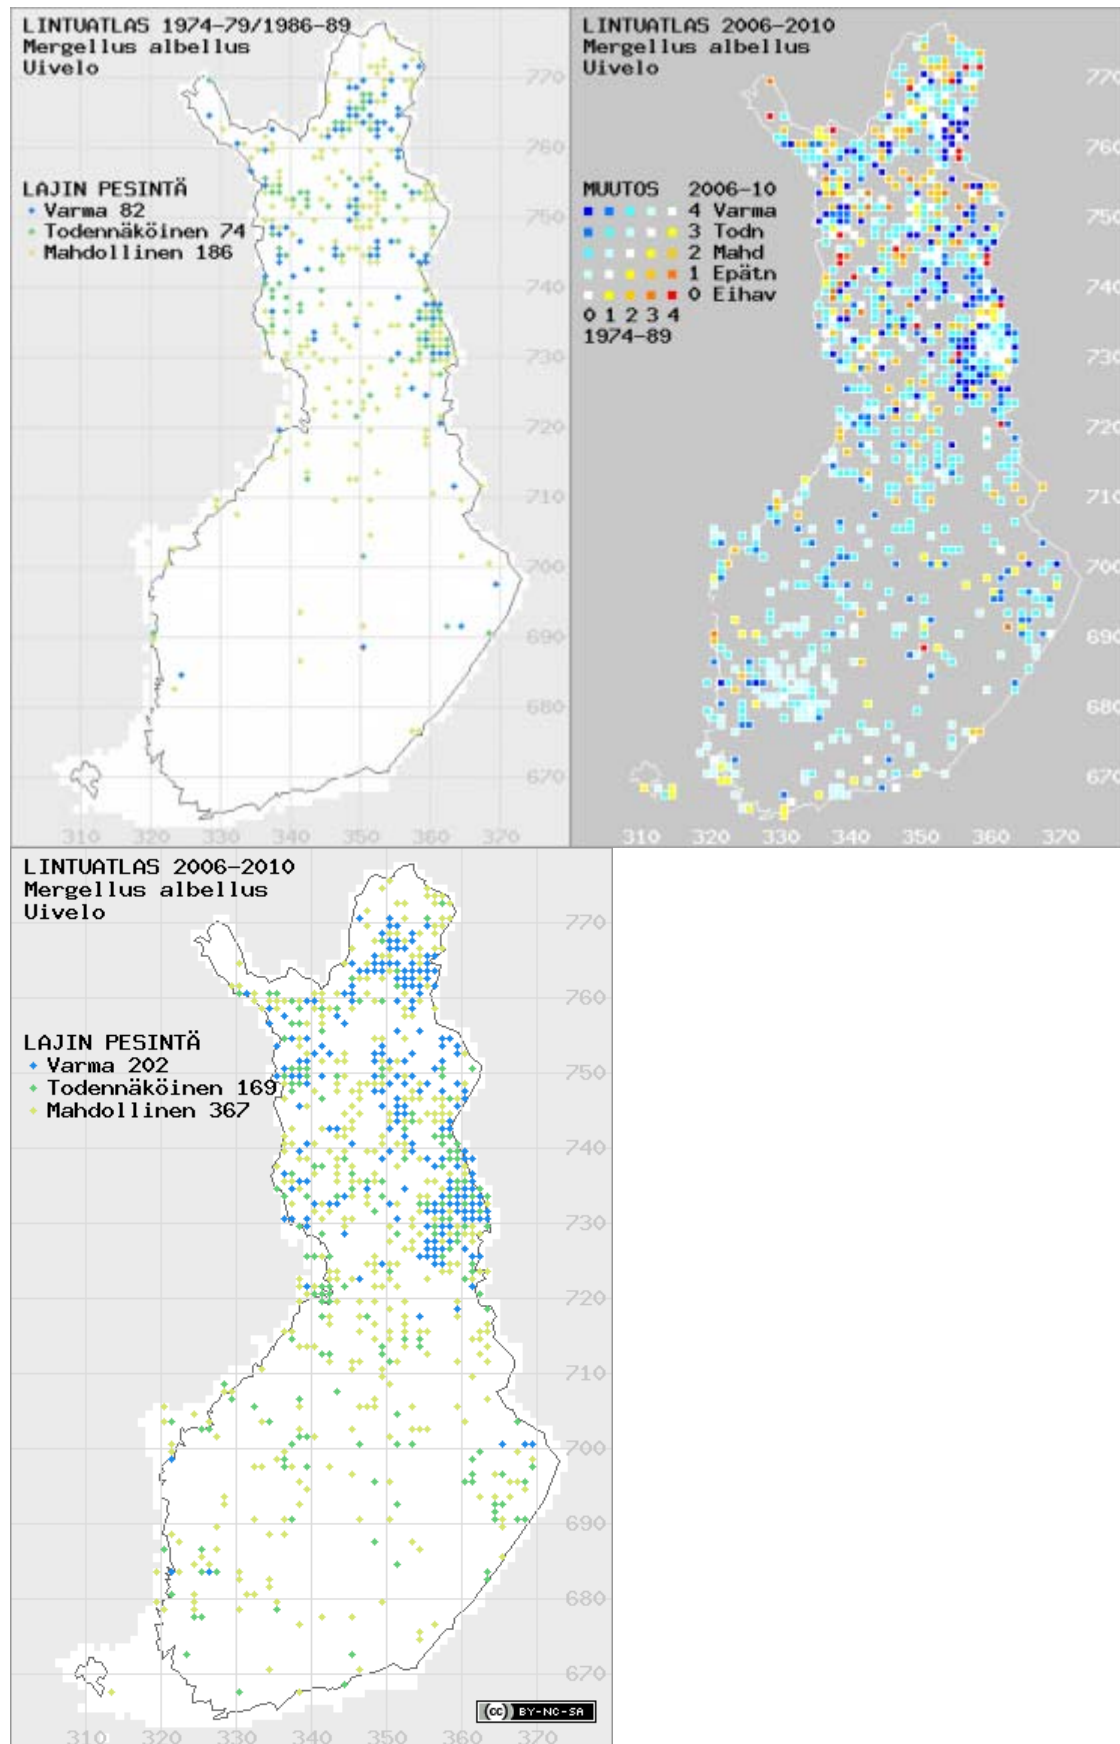 LINTUATLAS 1974-79/1986-89
Mergellus albellus
Uivelo
LAJIN PESINTÄ
Varma 82
Todennäköinen 74
Mahdollinen 186
770
760
750
740
730
720
710
700
690
680
670
310 320 330 340 350 360 370
LINTUATLAS 2006-2010
Mergellus albellus
Uivelo
MUUTOS 2006-10
4 Varma
3 Todn
2 Mahd
1 Epätn
0 Eihav
0 1 2 3 4
1974-89
770
760
750
740
730
720
710
700
690
680
670
310 320 330 340 350 360 370
LINTUATLAS 2006-2010
Mergellus albellus
Uivelo
LAJIN PESINTÄ
Varma 202
Todennäköinen 169
Mahdollinen 367
770
760
750
740
730
720
710
700
690
680
670
310 320 330 340 350 360 370
cc BY-NC-SA